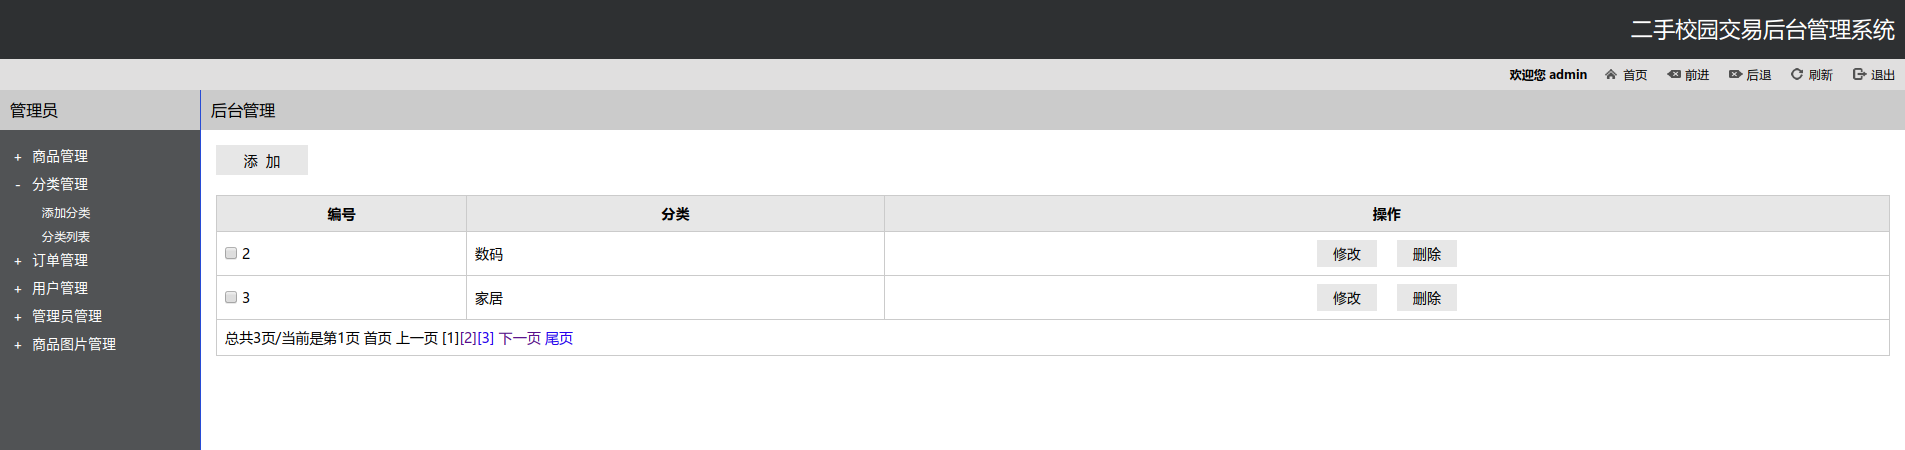 二手校园交易后台管理系统
欢迎您 admin 首页 前进 后退 刷新 退出
管理员
后台管理
+ 商品管理
- 分类管理
添加分类
分类列表
+ 订单管理
+ 用户管理
+ 管理员管理
+ 商品图片管理
添 加
编号 分类 操作
2 数码 修改 删除
3 家居 修改 删除
总共3页/当前是第1页 首页 上一页 [1][2][3] 下一页 尾页